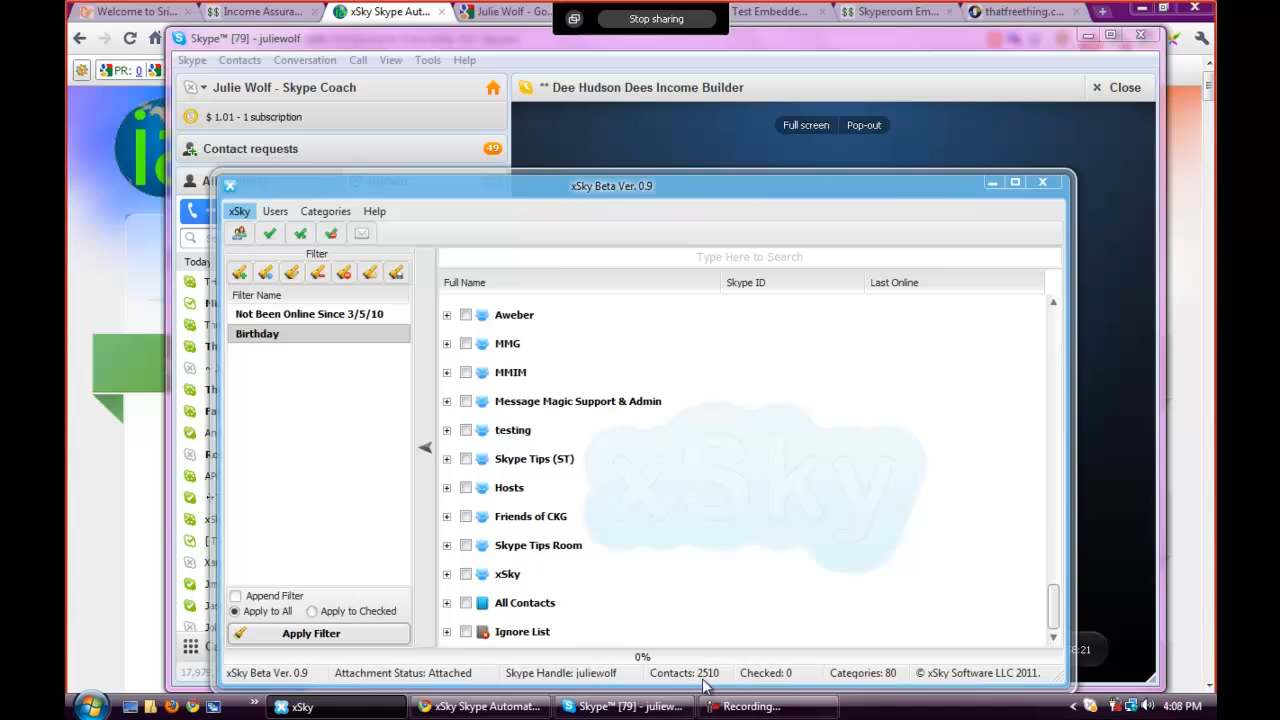 Welcome to Sri...
$$ Income Assura...
xSky Skype Aut...
Julie Wolf - Go...
Stop sharing
Test Embedde...
$$ Skyperoom Em...
thatfreething.c...
Skype™ [79] - juliewolf
Skype Contacts Conversation Call View Tools Help
PR: 0
Julie Wolf - Skype Coach
** Dee Hudson Dees Income Builder
Close
$ 1.01 - 1 subscription
Full screen Pop-out
Contact requests 49
xSky Beta Ver. 0.9
xSky Users Categories Help
Filter
Type Here to Search
Full Name Skype ID Last Online
Filter Name
Not Been Online Since 3/5/10
Birthday
Today
Aweber
MMG
MMIM
Message Magic Support & Admin
testing
Skype Tips (ST)
Hosts
Friends of CKG
Skype Tips Room
xSky
All Contacts
Ignore List
Append Filter
Apply to All Apply to Checked
Apply Filter
0%
xSky Beta Ver. 0.9 Attachment Status: Attached Skype Handle: juliewolf Contacts: 2510 Checked: 0 Categories: 80 © xSky Software LLC 2011.
xSky
xSky Skype Automat...
Skype™ [79] - juliew...
Recording...
4:08 PM